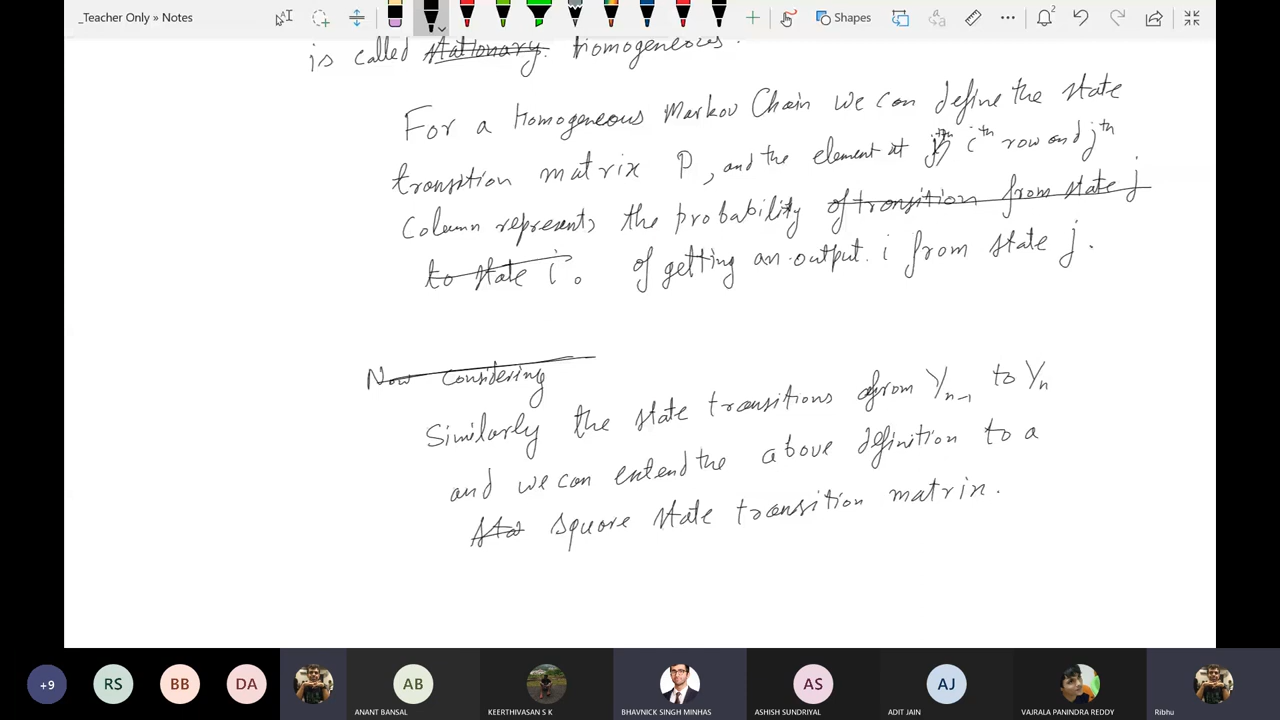 _Teacher Only » Notes
Shapes
is called stationary. Homogeneous.
For a Homogeneous Markov Chain we can define the state
transition matrix P, and the element at ith row and jth
Column represents the probability of transition from state j
to state i. of getting an output i from state j.
Now considering
Similarly the state transitions from Yn-1 to Yn
and we can extend the above definition to a
square state transition matrix.
+9
RS
BB
DA
AB
AS
AJ
ANANT BANSAL
KEERTHIVASAN S K
BHAVNICK SINGH MINHAS
ASHISH SUNDRIYAL
ADIT JAIN
VAJRALA PANINDRA REDDY
Ribhu